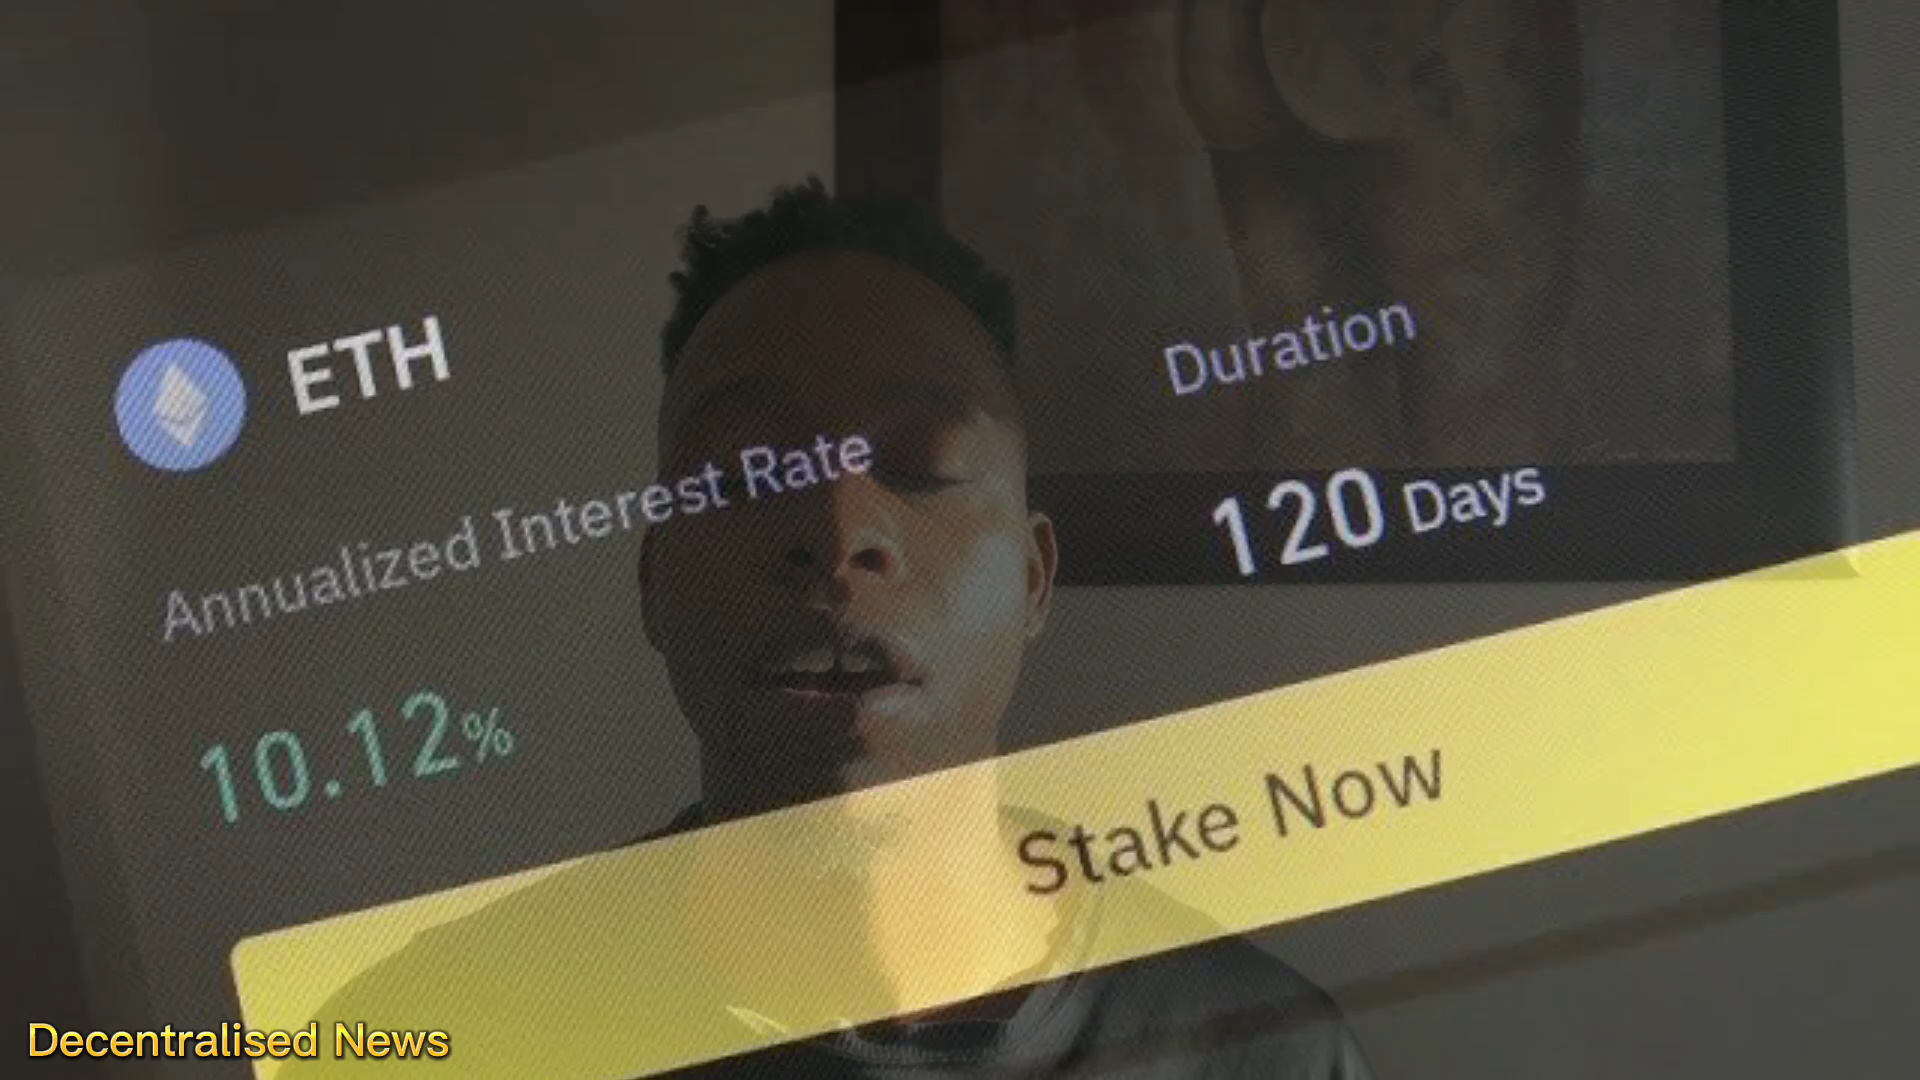 ETH
Duration
Annualized Interest Rate
120 Days
10.12%
Stake Now
Decentralised News